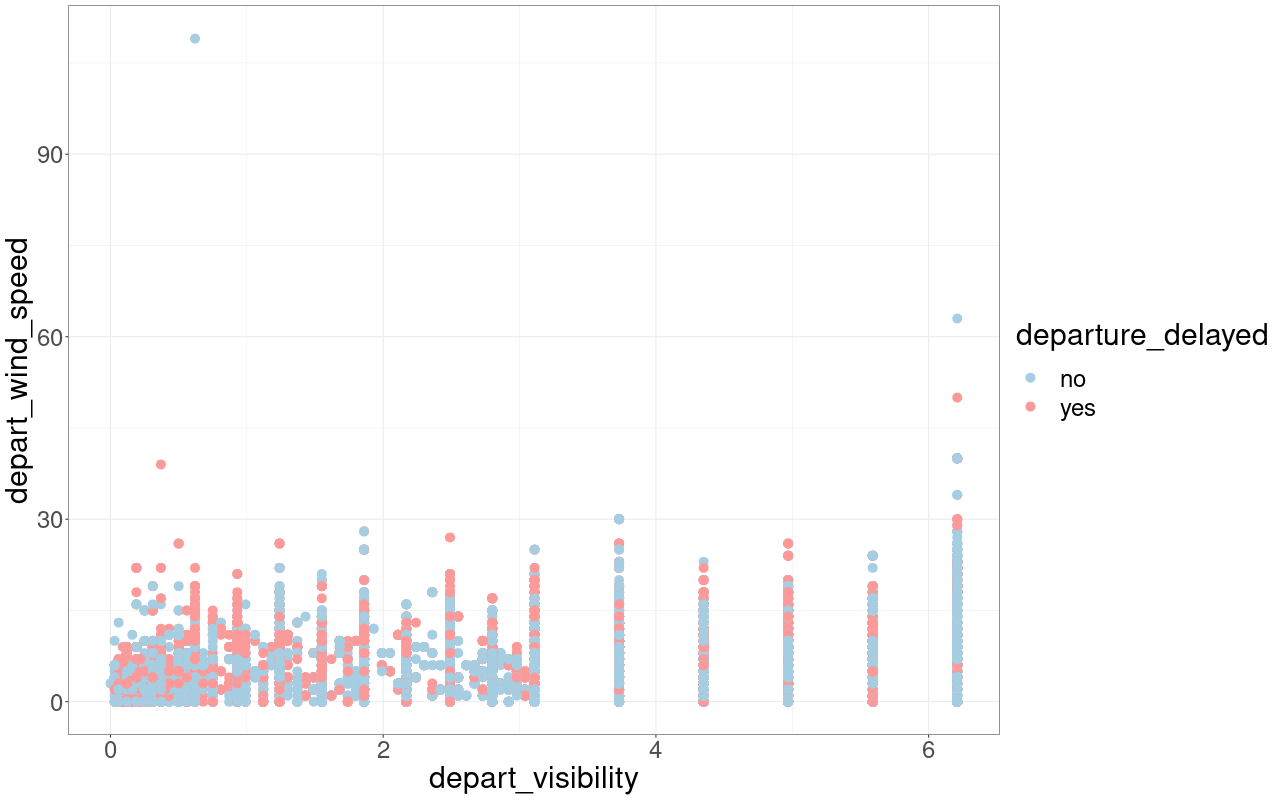 90
60
30
0
0 2 4 6
depart_visibility
depart_wind_speed
departure_delayed
no
yes